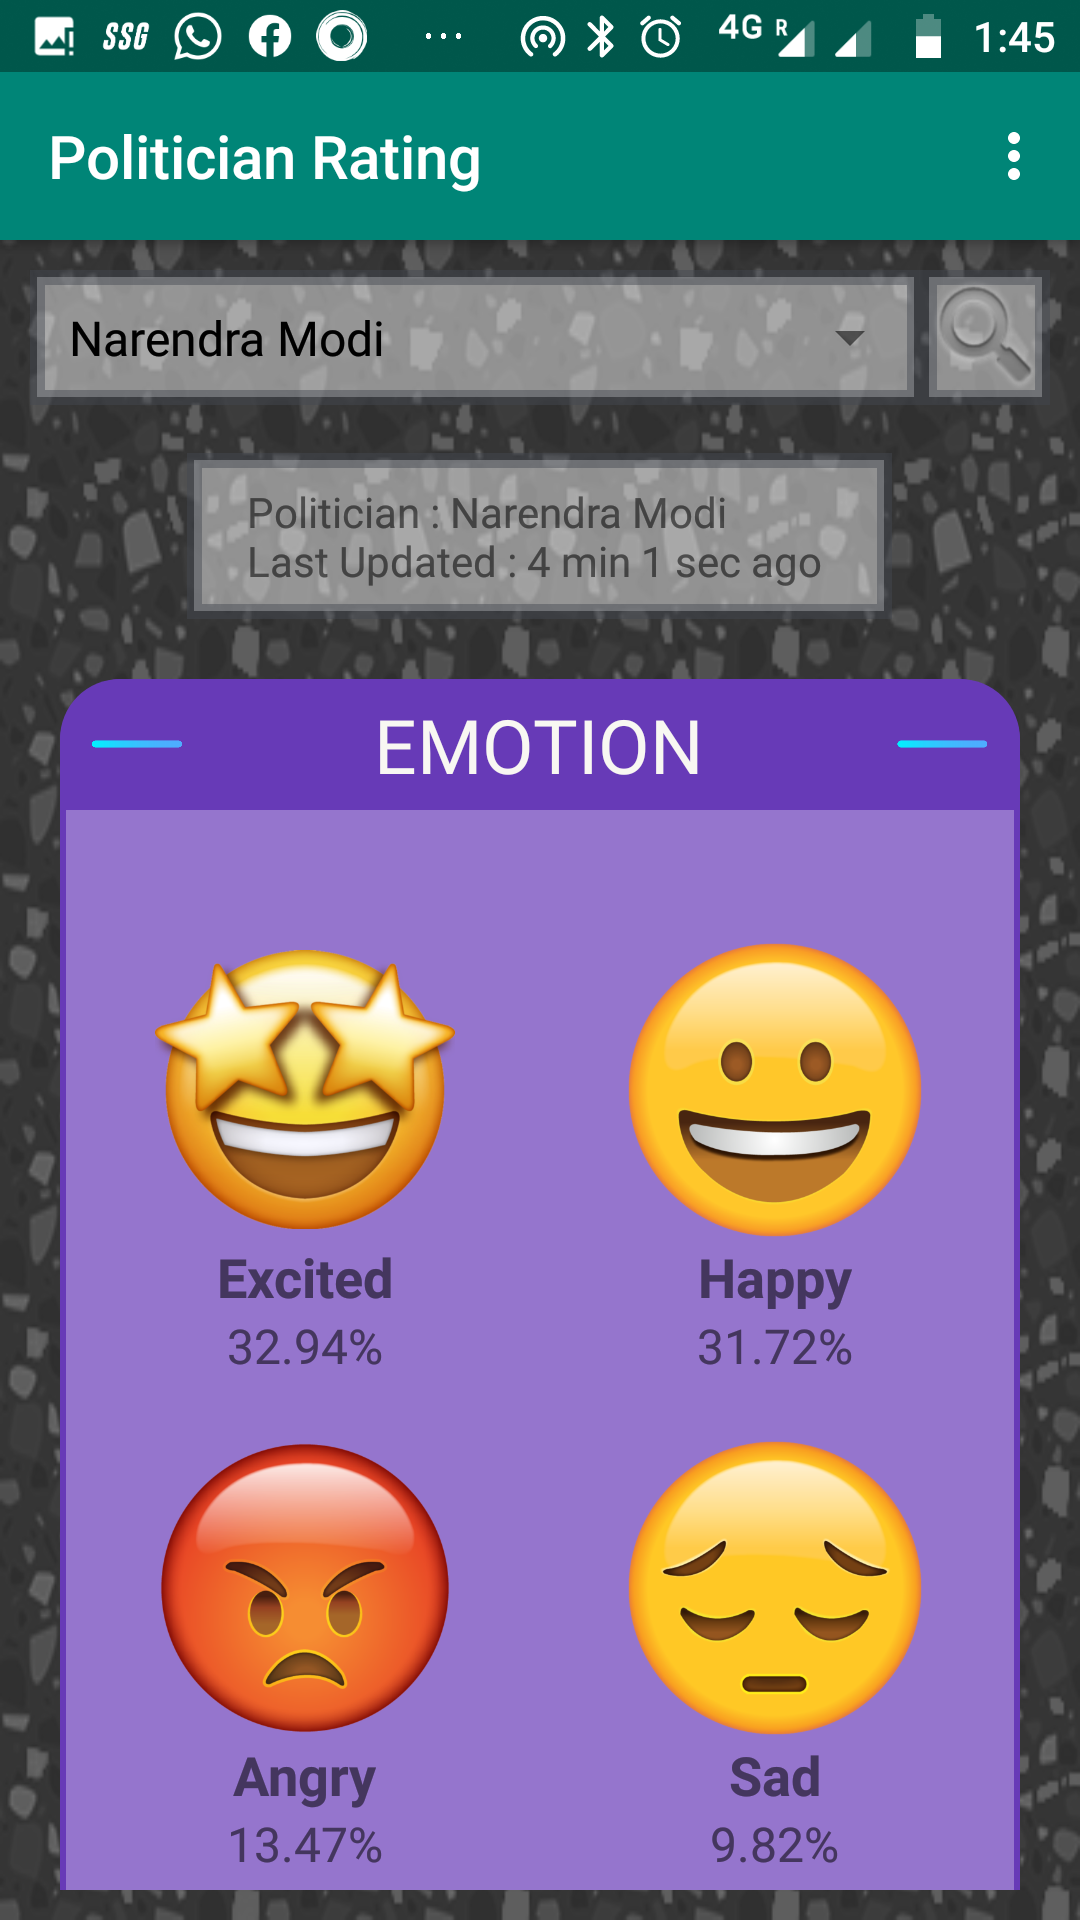 SSG
4G R
1:45
Politician Rating
Narendra Modi
Politician : Narendra Modi
Last Updated : 4 min 1 sec ago
EMOTION
Excited
32.94%
Happy
31.72%
Angry
13.47%
Sad
9.82%